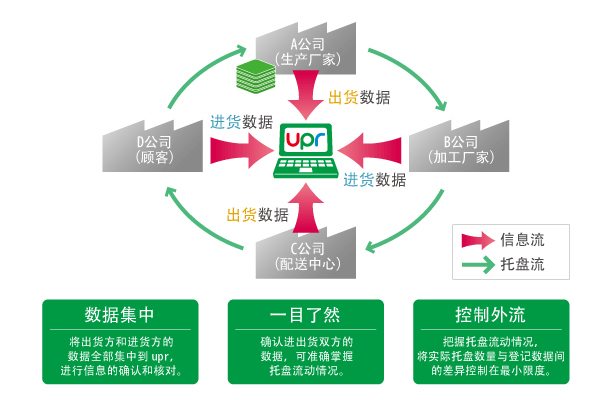 A公司
（生产厂家）
出货数据
进货数据
upr
D公司
（顾客）
B公司
（加工厂家）
进货数据
出货数据
C公司
（配送中心）
信息流
托盘流
数据集中
将出货方和进货方的
数据全部集中到 upr，
进行信息的确认和核对。
一目了然
确认进出货双方的
数据，可准确掌握
托盘流动情况。
控制外流
把握托盘流动情况，
将实际托盘数量与登记数据间
的差异控制在最小限度。